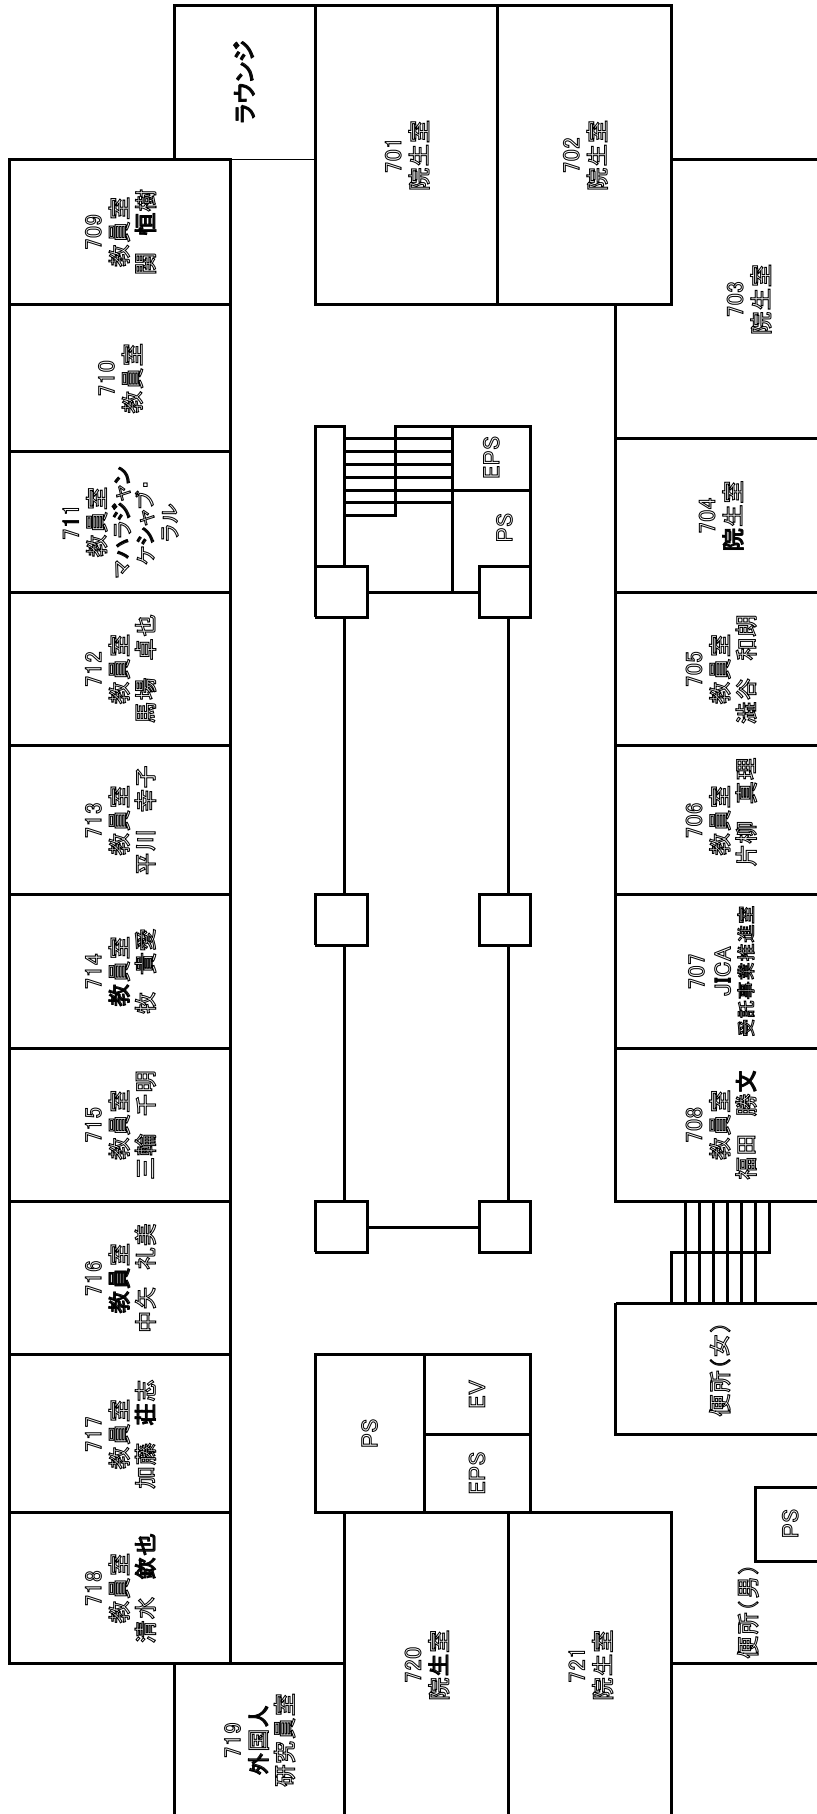 ラウンジ
701
院生室
702
院生室
703
院生室
704
院生室
705
教員室
澁谷　和朗
706
教員室
片柳　真理
707
JICA
受託事業推進室
708
教員室
福田　勝文
709
教員室
関　恒樹
710
教員室
711
教員室
マハラジャン
ケシャブ・
ラル
712
教員室
馬場　卓也
713
教員室
平川　幸子
714
教員室
牧　貴愛
715
教員室
三輪　千明
716
教員室
中矢　礼美
717
教員室
加藤　荘志
718
教員室
清水　欽也
719
外国人
研究員室
720
院生室
721
院生室
EPS
PS
PS
EV
EPS
便所（女）
PS
便所（男）